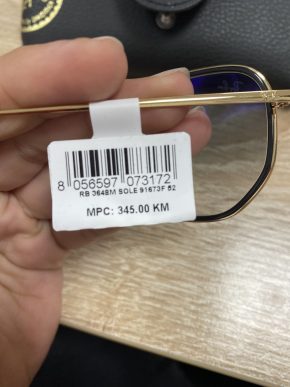 8 056597 073172
RB 3648M SOLE 91673F 52
MPC: 345.00 KM